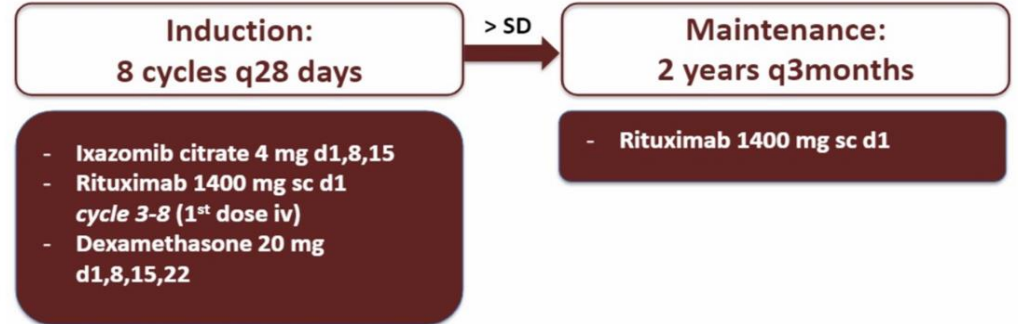 Induction:
8 cycles q28 days
> SD
Maintenance:
2 years q3months
- Ixazomib citrate 4 mg d1,8,15
- Rituximab 1400 mg sc d1
cycle 3-8 (1st dose iv)
- Dexamethasone 20 mg
d1,8,15,22
- Rituximab 1400 mg sc d1